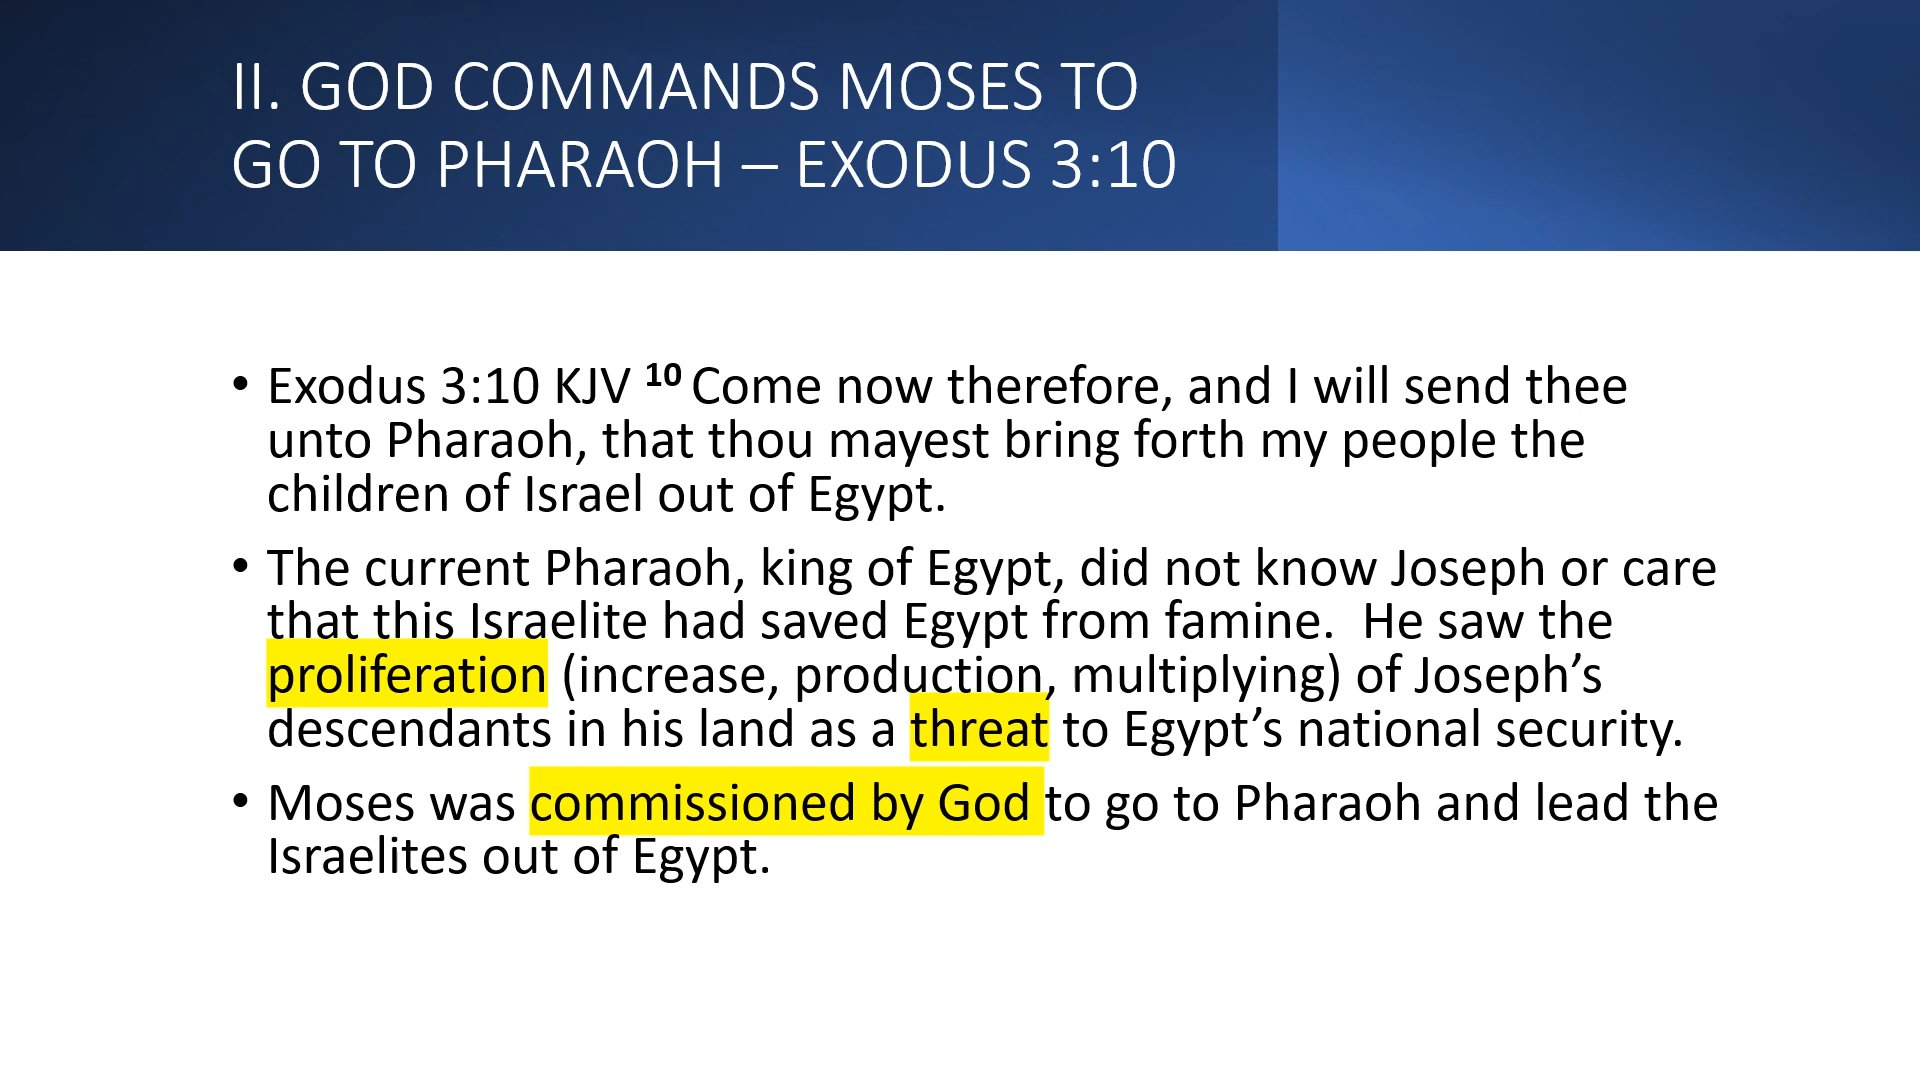 II. GOD COMMANDS MOSES TO
GO TO PHARAOH – EXODUS 3:10
• Exodus 3:10 KJV ¹⁰ Come now therefore, and I will send thee
unto Pharaoh, that thou mayest bring forth my people the
children of Israel out of Egypt.
• The current Pharaoh, king of Egypt, did not know Joseph or care
that this Israelite had saved Egypt from famine.  He saw the
proliferation (increase, production, multiplying) of Joseph’s
descendants in his land as a threat to Egypt’s national security.
• Moses was commissioned by God to go to Pharaoh and lead the
Israelites out of Egypt.